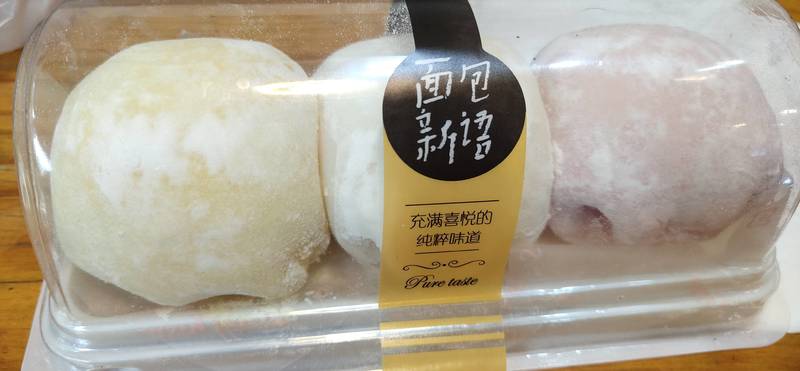 面包
新语
充满喜悦的
纯粹味道
Pure taste